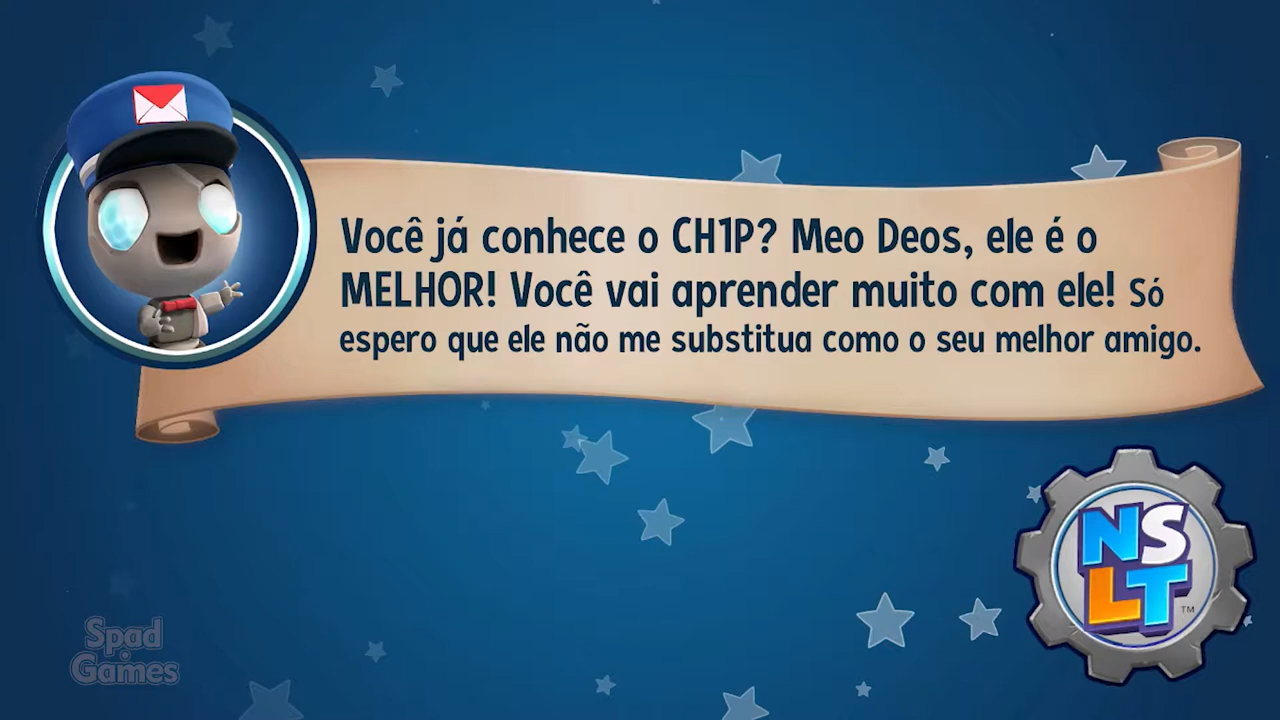 Você já conhece o CH1P? Meo Deos, ele é o
MELHOR! Você vai aprender muito com ele! Só
espero que ele não me substitua como o seu melhor amigo.
NS
LT
TM
Spad
Games